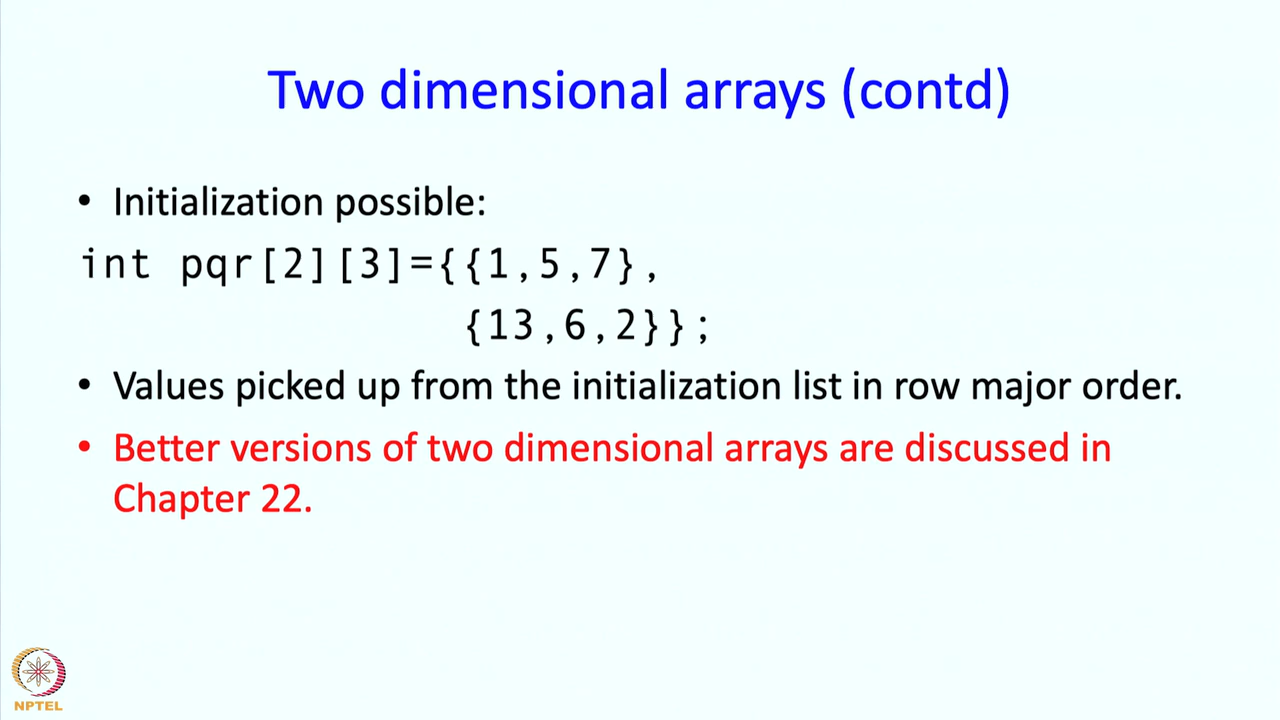 Two dimensional arrays (contd)
• Initialization possible:
int pqr[2][3]={{1,5,7},
{13,6,2}};
• Values picked up from the initialization list in row major order.
• Better versions of two dimensional arrays are discussed in
Chapter 22.
NPTEL